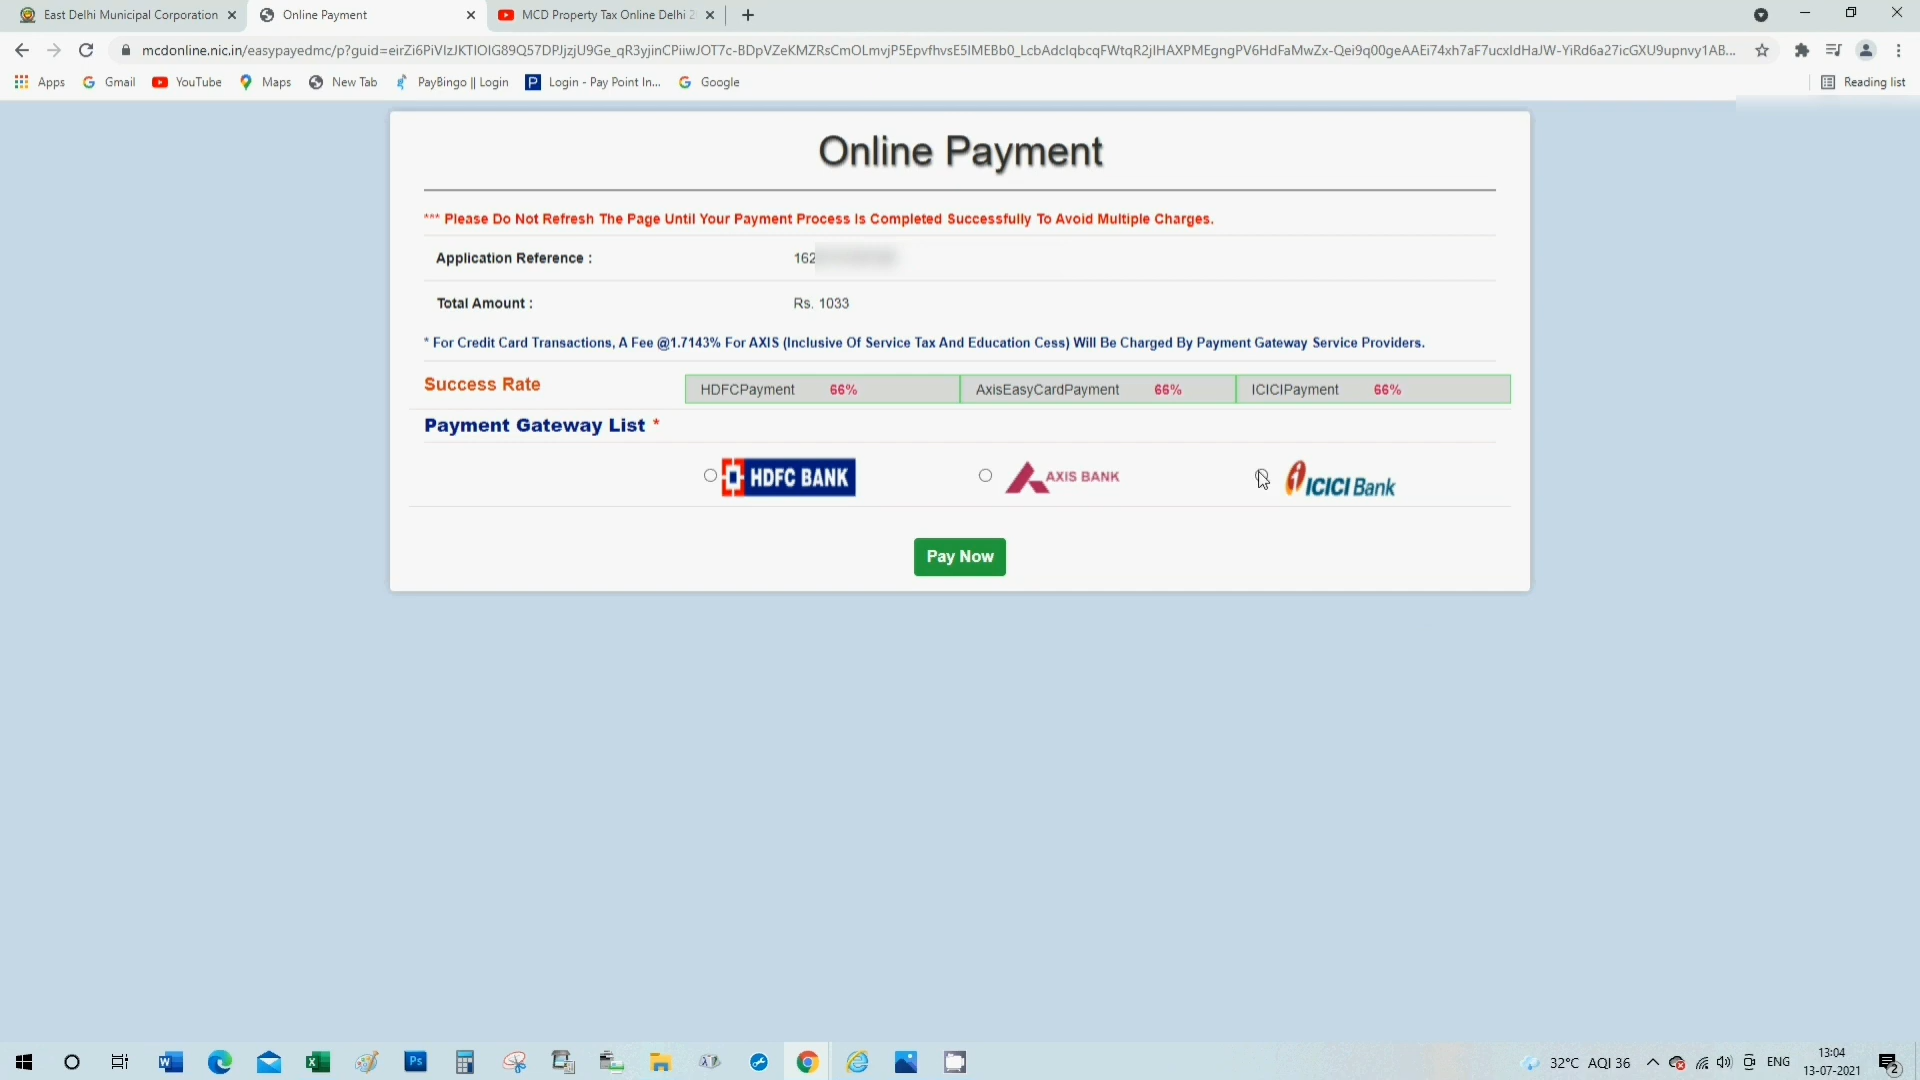 East Delhi Municipal Corporation
Online Payment
MCD Property Tax Online Delhi 2
Apps
Gmail
YouTube
Maps
New Tab
PayBingo || Login
Login - Pay Point In...
Google
Reading list
Online Payment
*** Please Do Not Refresh The Page Until Your Payment Process Is Completed Successfully To Avoid Multiple Charges.
Application Reference : 162
Total Amount : Rs. 1033
* For Credit Card Transactions, A Fee @1.7143% For AXIS (Inclusive Of Service Tax And Education Cess) Will Be Charged By Payment Gateway Service Providers.
Success Rate HDFCPayment 66% AxisEasyCardPayment 66% ICICIPayment 66%
Payment Gateway List *
HDFC BANK AXIS BANK ICICI Bank
Pay Now
32°C AQI 36 ENG 13:04
13-07-2021